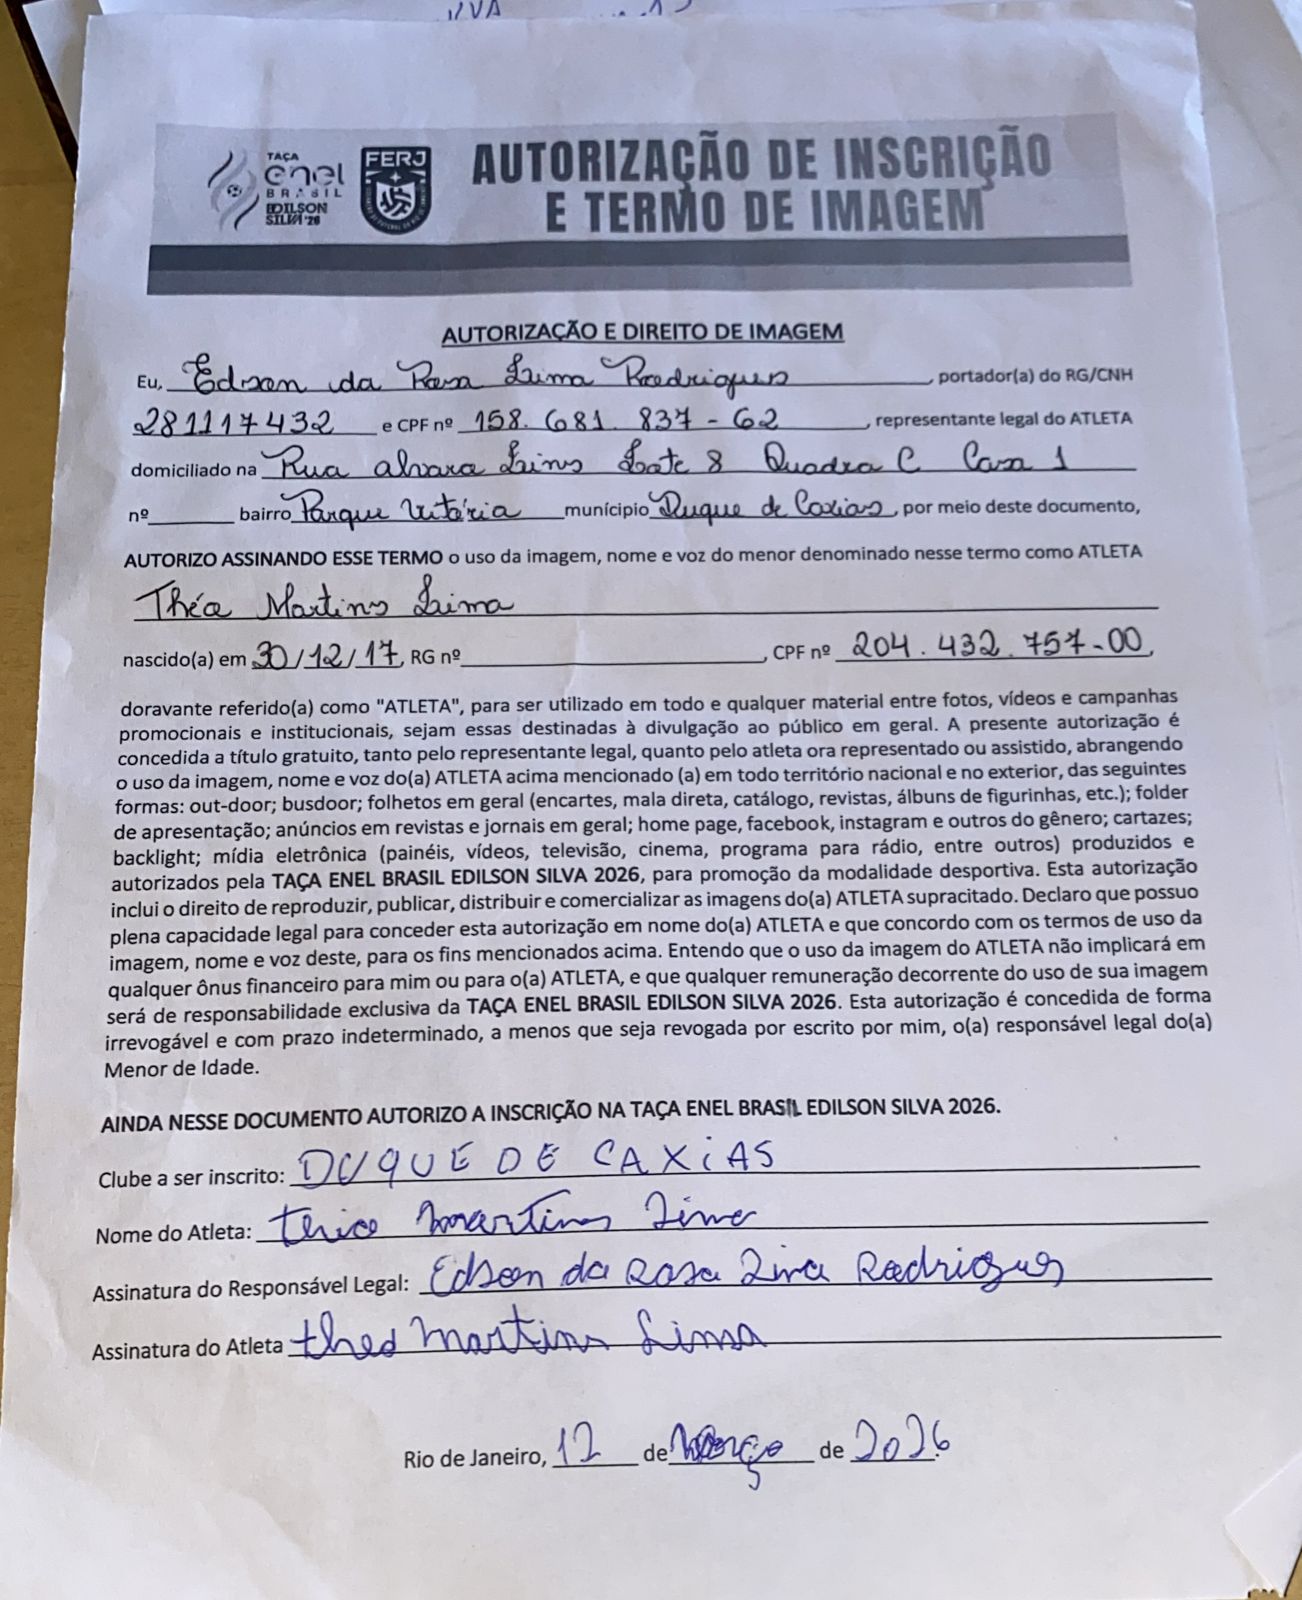 TAÇA
enel
BRASIL
EDILSON
SILVA'26
FERJ
AUTORIZAÇÃO DE INSCRIÇÃO
E TERMO DE IMAGEM
AUTORIZAÇÃO E DIREITO DE IMAGEM
Eu, Edson da Rosa Lima Rodrigues, portador(a) do RG/CNH
281117432 e CPF nº 158.681.837-62, representante legal do ATLETA
domiciliado na Rua alvara Lins Lote 8 Quadra C Casa 1
nº bairro Parque Vitória município Duque de Caxias, por meio deste documento,
AUTORIZO ASSINANDO ESSE TERMO o uso da imagem, nome e voz do menor denominado nesse termo como ATLETA
Théo Martins Lima
nascido(a) em 30/12/17, RG nº, CPF nº 204.432.757-00,
doravante referido(a) como "ATLETA", para ser utilizado em todo e qualquer material entre fotos, vídeos e campanhas
promocionais e institucionais, sejam essas destinadas à divulgação ao público em geral. A presente autorização é
concedida a título gratuito, tanto pelo representante legal, quanto pelo atleta ora representado ou assistido, abrangendo
o uso da imagem, nome e voz do(a) ATLETA acima mencionado (a) em todo território nacional e no exterior, das seguintes
formas: out-door; busdoor; folhetos em geral (encartes, mala direta, catálogo, revistas, álbuns de figurinhas, etc.); folder
de apresentação; anúncios em revistas e jornais em geral; home page, facebook, instagram e outros do gênero; cartazes;
backlight; mídia eletrônica (painéis, vídeos, televisão, cinema, programa para rádio, entre outros) produzidos e
autorizados pela TAÇA ENEL BRASIL EDILSON SILVA 2026, para promoção da modalidade desportiva. Esta autorização
inclui o direito de reproduzir, publicar, distribuir e comercializar as imagens do(a) ATLETA supracitado. Declaro que possuo
plena capacidade legal para conceder esta autorização em nome do(a) ATLETA e que concordo com os termos de uso da
imagem, nome e voz deste, para os fins mencionados acima. Entendo que o uso da imagem do ATLETA não implicará em
qualquer ônus financeiro para mim ou para o(a) ATLETA, e que qualquer remuneração decorrente do uso de sua imagem
será de responsabilidade exclusiva da TAÇA ENEL BRASIL EDILSON SILVA 2026. Esta autorização é concedida de forma
irrevogável e com prazo indeterminado, a menos que seja revogada por escrito por mim, o(a) responsável legal do(a)
Menor de Idade.
AINDA NESSE DOCUMENTO AUTORIZO A INSCRIÇÃO NA TAÇA ENEL BRASIL EDILSON SILVA 2026.
Clube a ser inscrito: DUQUE DE CAXIAS
Nome do Atleta: Martins Lima
Assinatura do Responsável Legal: Edson da Rosa Lima Rodrigues
Assinatura do Atleta theo Martins Lima
Rio de Janeiro, 12 de Março de 2026